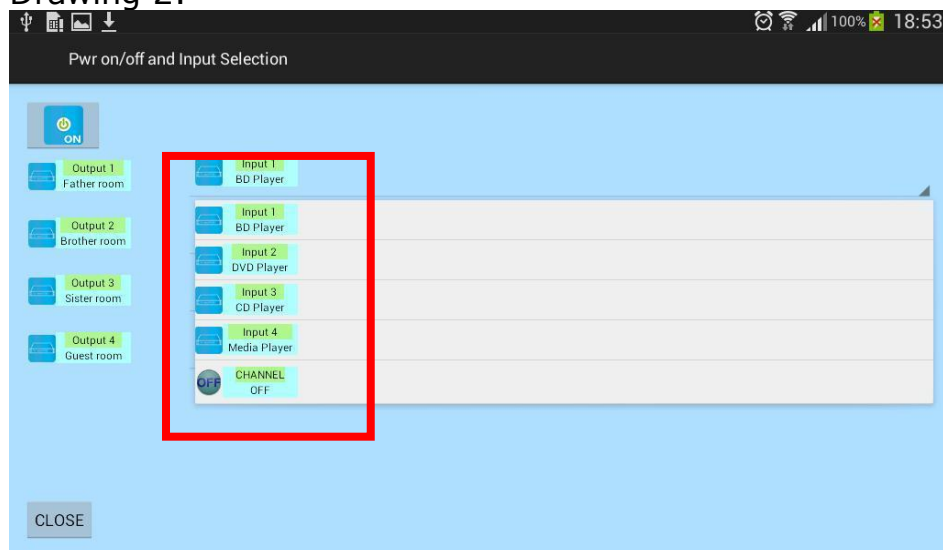 Drawing 2:
100% 18:53
Pwr on/off and Input Selection
ON
Output 1
Father room
Input 1
BD Player
Input 1
BD Player
Output 2
Brother room
Input 2
DVD Player
Output 3
Sister room
Input 3
CD Player
Output 4
Guest room
Input 4
Media Player
OFF
CHANNEL
OFF
CLOSE